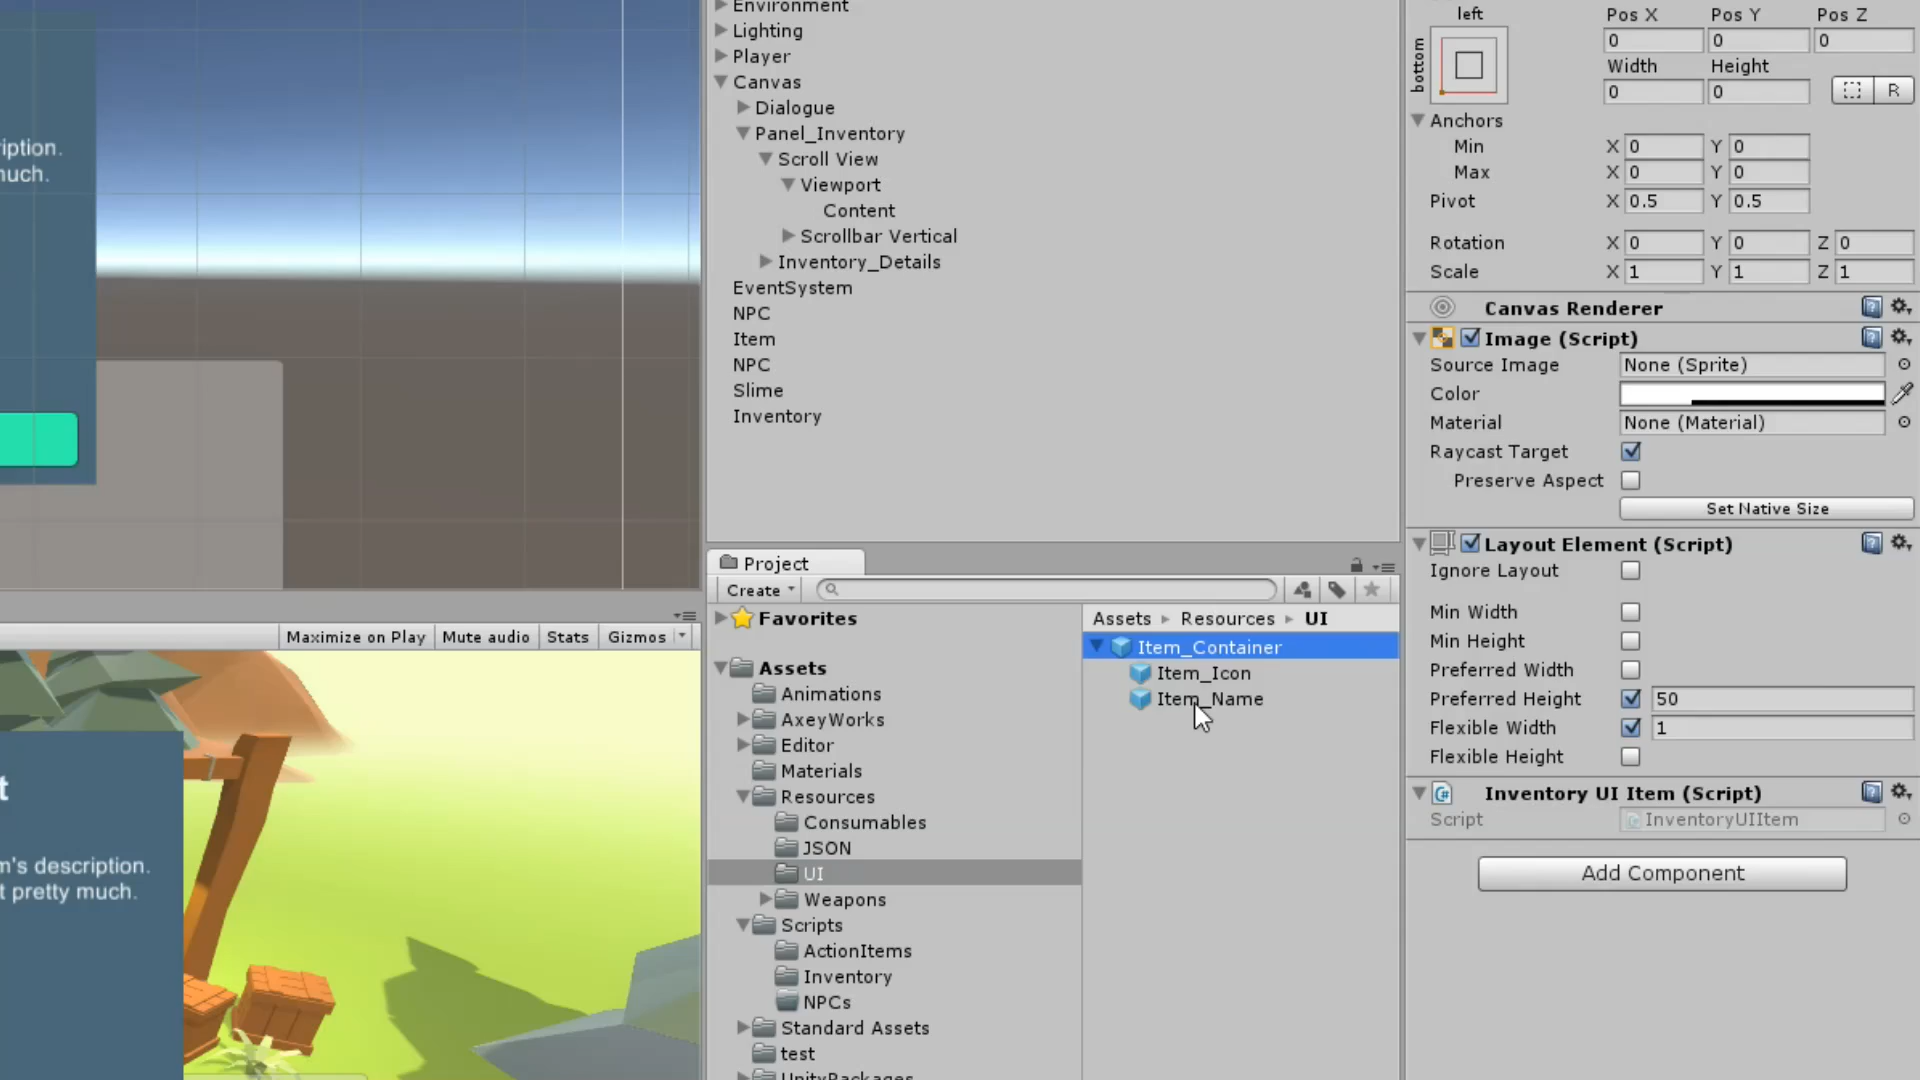 iption.
uch.
Environment
Lighting
Player
Canvas
Dialogue
Panel_Inventory
Scroll View
Viewport
Content
Scrollbar Vertical
Inventory_Details
EventSystem
NPC
Item
NPC
Slime
Inventory
left
bottom
Pos X Pos Y Pos Z
0 0 0
Width Height
0 0 R
Anchors
Min X 0 Y 0
Max X 0 Y 0
Pivot X 0.5 Y 0.5
Rotation X 0 Y 0 Z 0
Scale X 1 Y 1 Z 1
Canvas Renderer
Image (Script)
Source Image None (Sprite)
Color
Material None (Material)
Raycast Target
Preserve Aspect
Set Native Size
Layout Element (Script)
Ignore Layout
Min Width
Min Height
Preferred Width
Preferred Height 50
Flexible Width 1
Flexible Height
Inventory UI Item (Script)
Script InventoryUIItem
Add Component
Maximize on Play Mute audio Stats Gizmos
t
m's description.
t pretty much.
Project
Create
Favorites
Assets
Animations
AxeyWorks
Editor
Materials
Resources
Consumables
JSON
UI
Weapons
Scripts
ActionItems
Inventory
NPCs
Standard Assets
test
UnityPackages
Assets Resources UI
Item_Container
Item_Icon
Item_Name